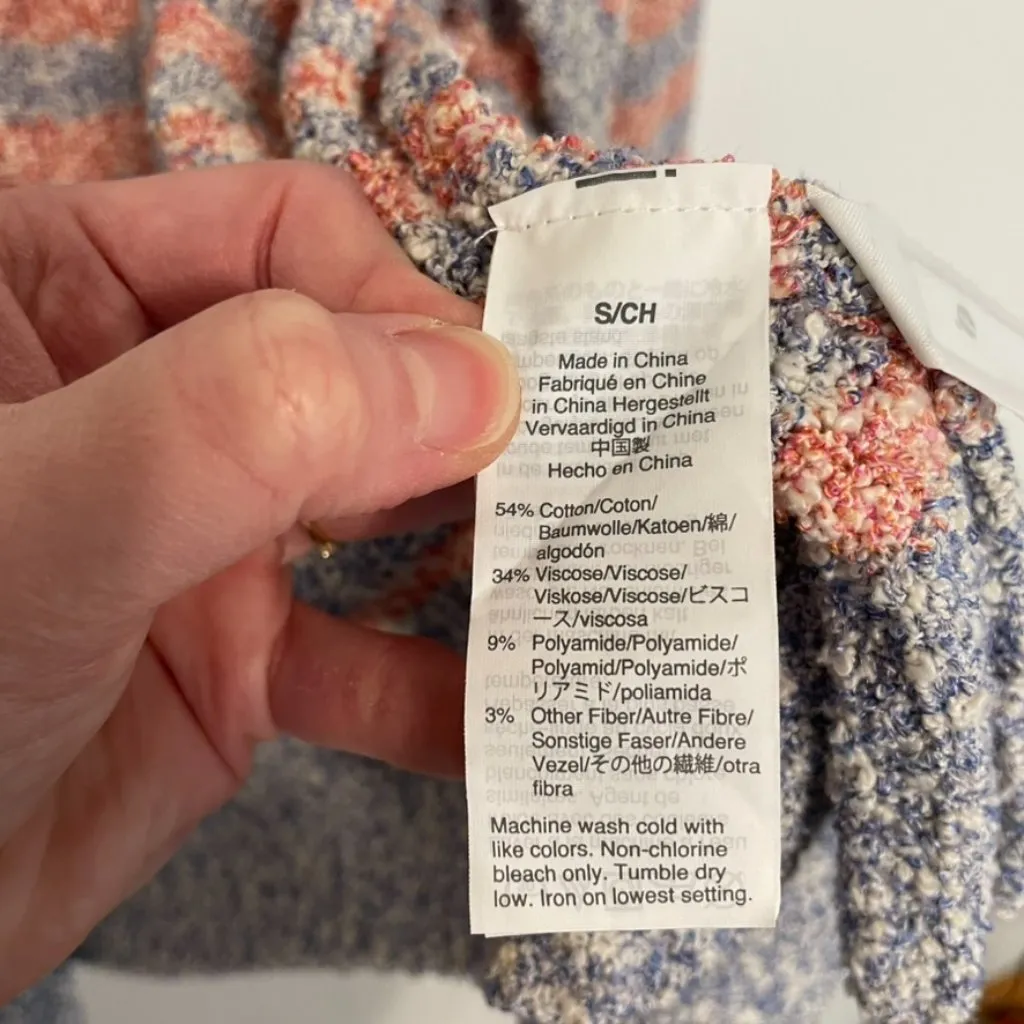 S/CH
Made in China
Fabriqué en Chine
in China Hergestellt
Vervaardigd in China
中国製
Hecho en China
54% Cotton/Coton/
Baumwolle/Katoen/綿/
algodón
34% Viscose/Viscose/
Viskose/Viscose/ビスコ
ース/viscosa
9% Polyamide/Polyamide/
Polyamid/Polyamide/ポ
リアミド/poliamida
3% Other Fiber/Autre Fibre/
Sonstige Faser/Andere
Vezel/その他の繊維/otra
fibra
Machine wash cold with
like colors. Non-chlorine
bleach only. Tumble dry
low. Iron on lowest setting.